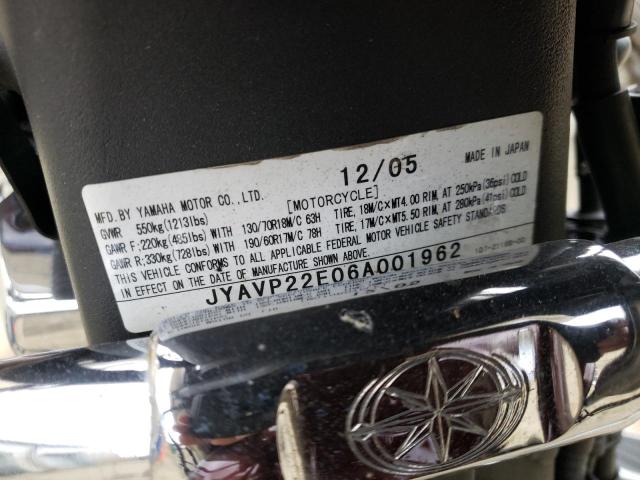 12/05 MADE IN JAPAN
MFD.BY YAMAHA MOTOR CO.,LTD. [MOTORCYCLE]
GVWR 550kg(1213lbs)
GAWR F:220kg(485lbs) WITH 130/70R18M/C 63H TIRE, 18M/C×MT4.00 RIM, AT 250kPa(36psi) COLD
GAWR R:330kg(728lbs) WITH 190/60R17M/C 78H TIRE, 17M/C×MT5.50 RIM, AT 280kPa(41psi) COLD
THIS VEHICLE CONFORMS TO ALL APPLICABLE FEDERAL MOTOR VEHICLE SAFETY STANDARDS
IN EFFECT ON THE DATE OF MANUFACTURE SHOWN ABOVE.
JYAVP22E06A001962